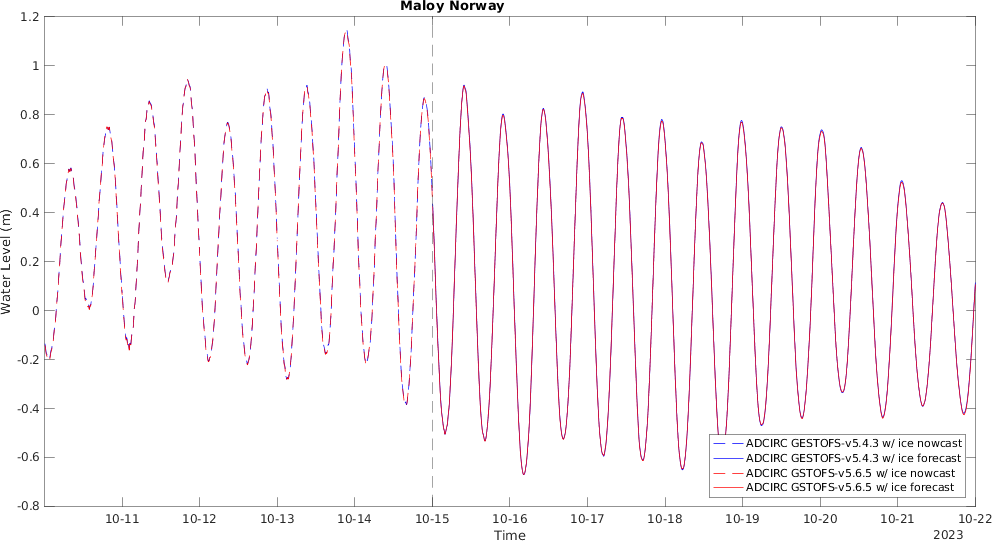 Maloy Norway
1.2
1
0.8
0.6
0.4
0.2
0
-0.2
-0.4
-0.6
-0.8
Water Level (m)
ADCIRC GESTOFS-v5.4.3 w/ ice nowcast
ADCIRC GESTOFS-v5.4.3 w/ ice forecast
ADCIRC GSTOFS-v5.6.5 w/ ice nowcast
ADCIRC GSTOFS-v5.6.5 w/ ice forecast
10-11 10-12 10-13 10-14 10-15 10-16 10-17 10-18 10-19 10-20 10-21 10-22
Time 2023